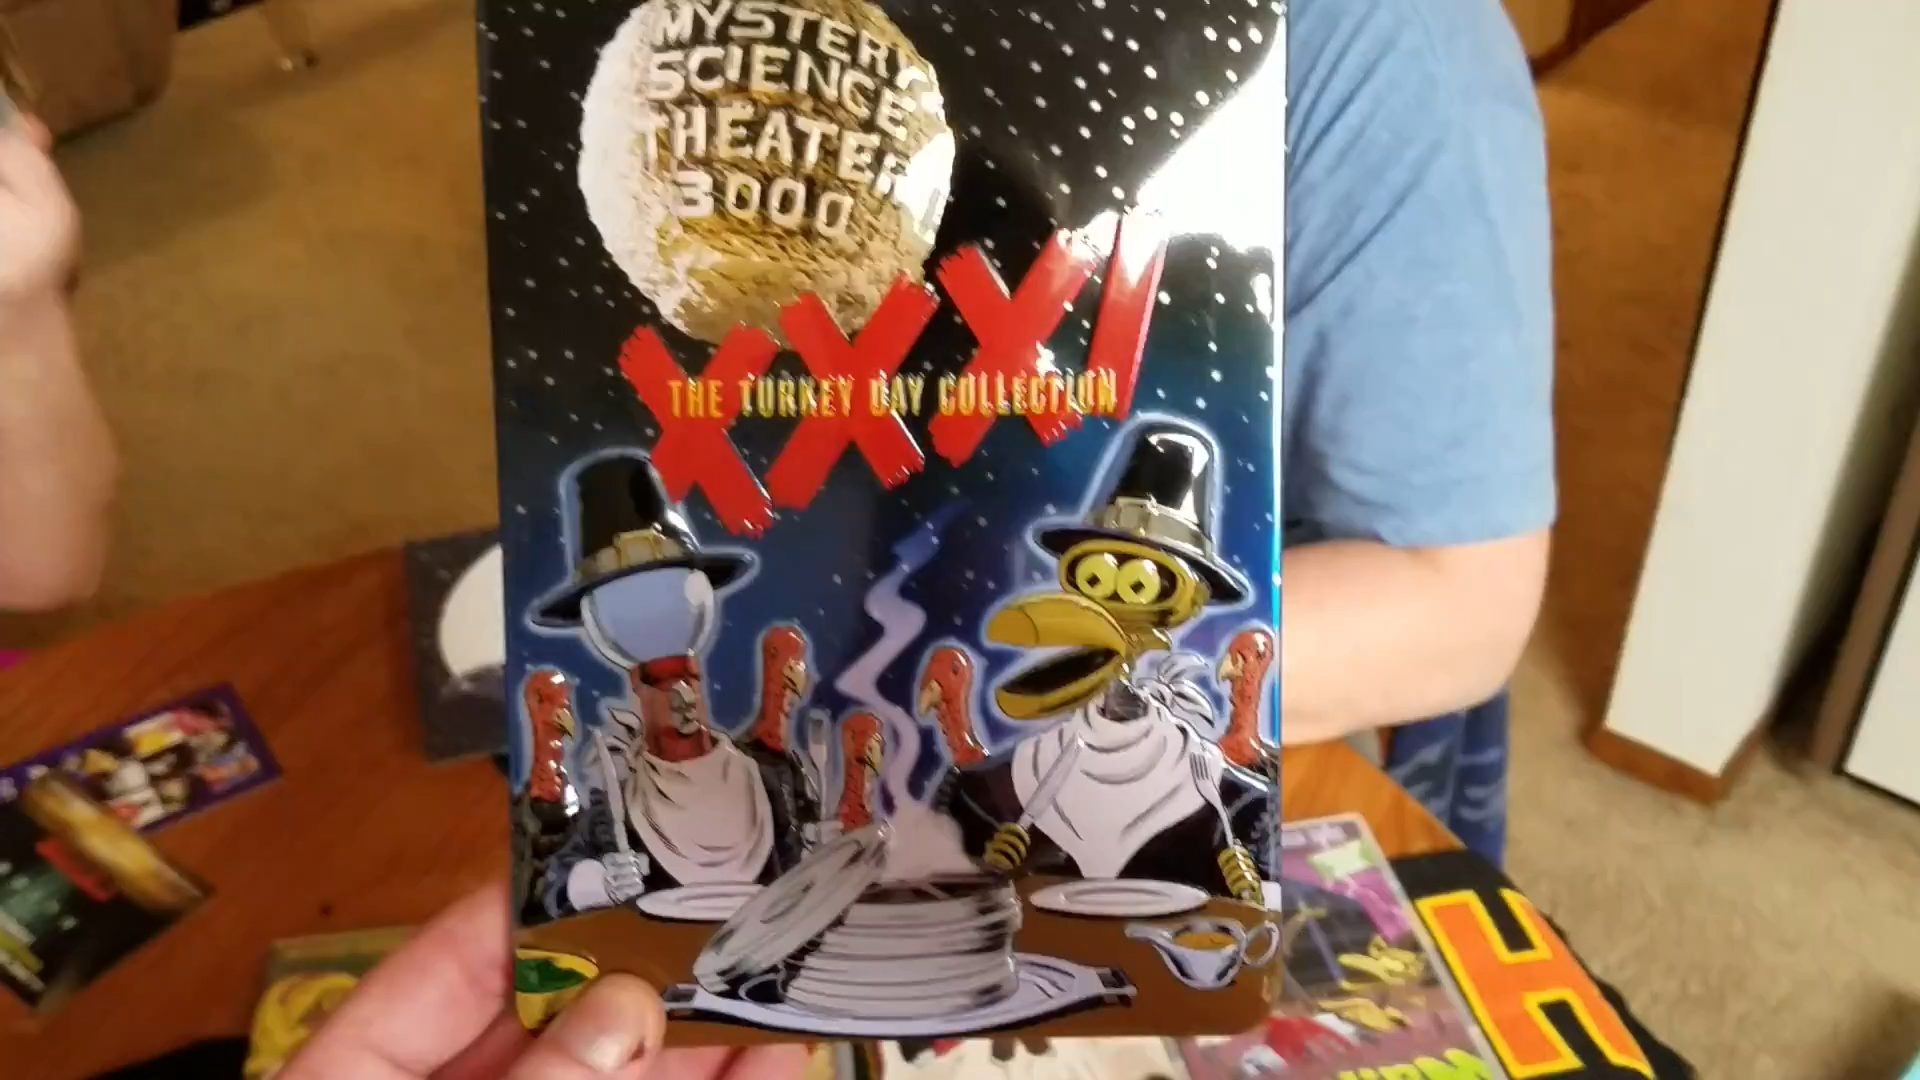 MYSTERY
SCIENCE
THEATER
3000
XXXI
THE TURKEY DAY COLLECTION
H